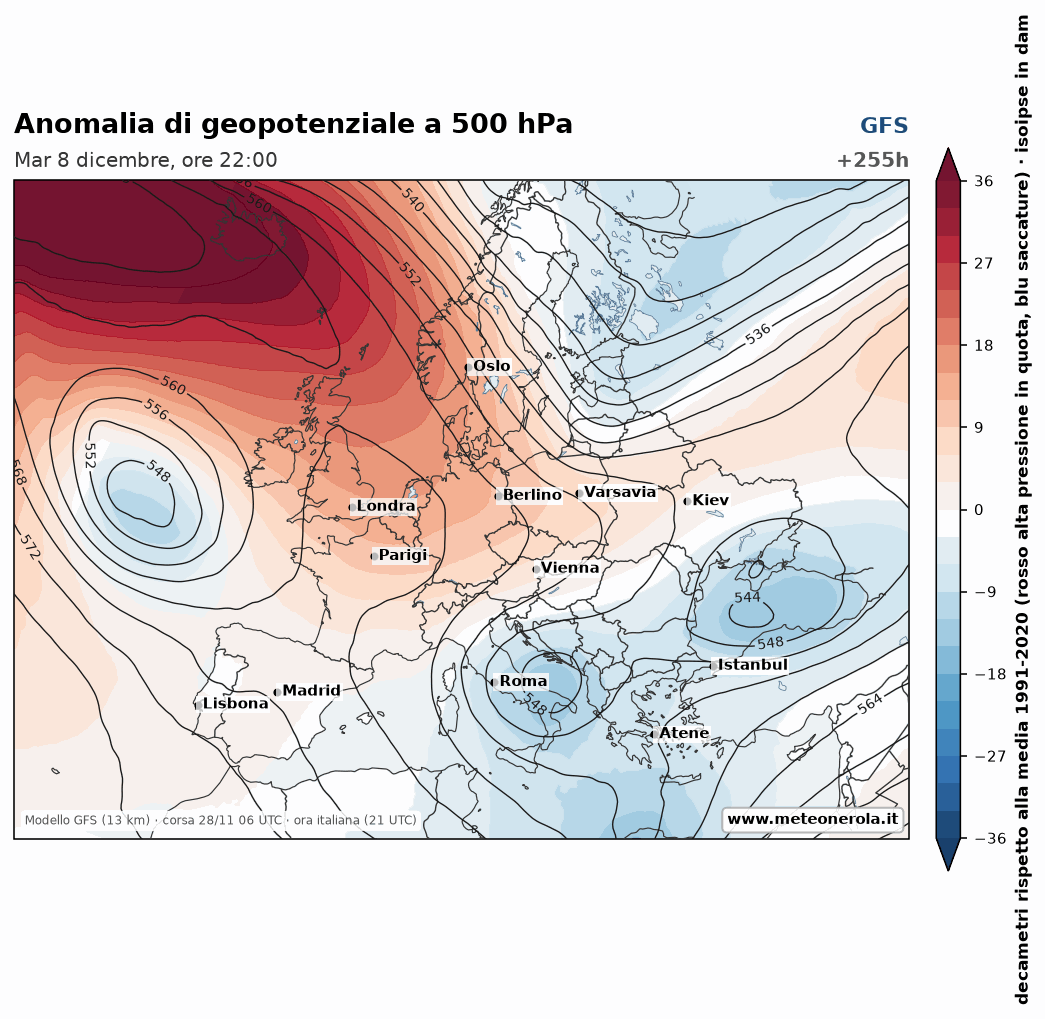 Anomalia di geopotenziale a 500 hPa
GFS
Mar 8 dicembre, ore 22:00
+255h
540
560
552
536
560
556
552
548
568
572
Oslo
Londra
Berlino
Varsavia
Kiev
Parigi
Vienna
544
548
Istanbul
Roma
548
Madrid
Lisbona
Atene
564
Modello GFS (13 km) · corsa 28/11 06 UTC · ora italiana (21 UTC)
www.meteonerola.it
36
27
18
9
0
−9
−18
−27
−36
decametri rispetto alla media 1991-2020 (rosso alta pressione in quota, blu saccature) · isoipse in dam